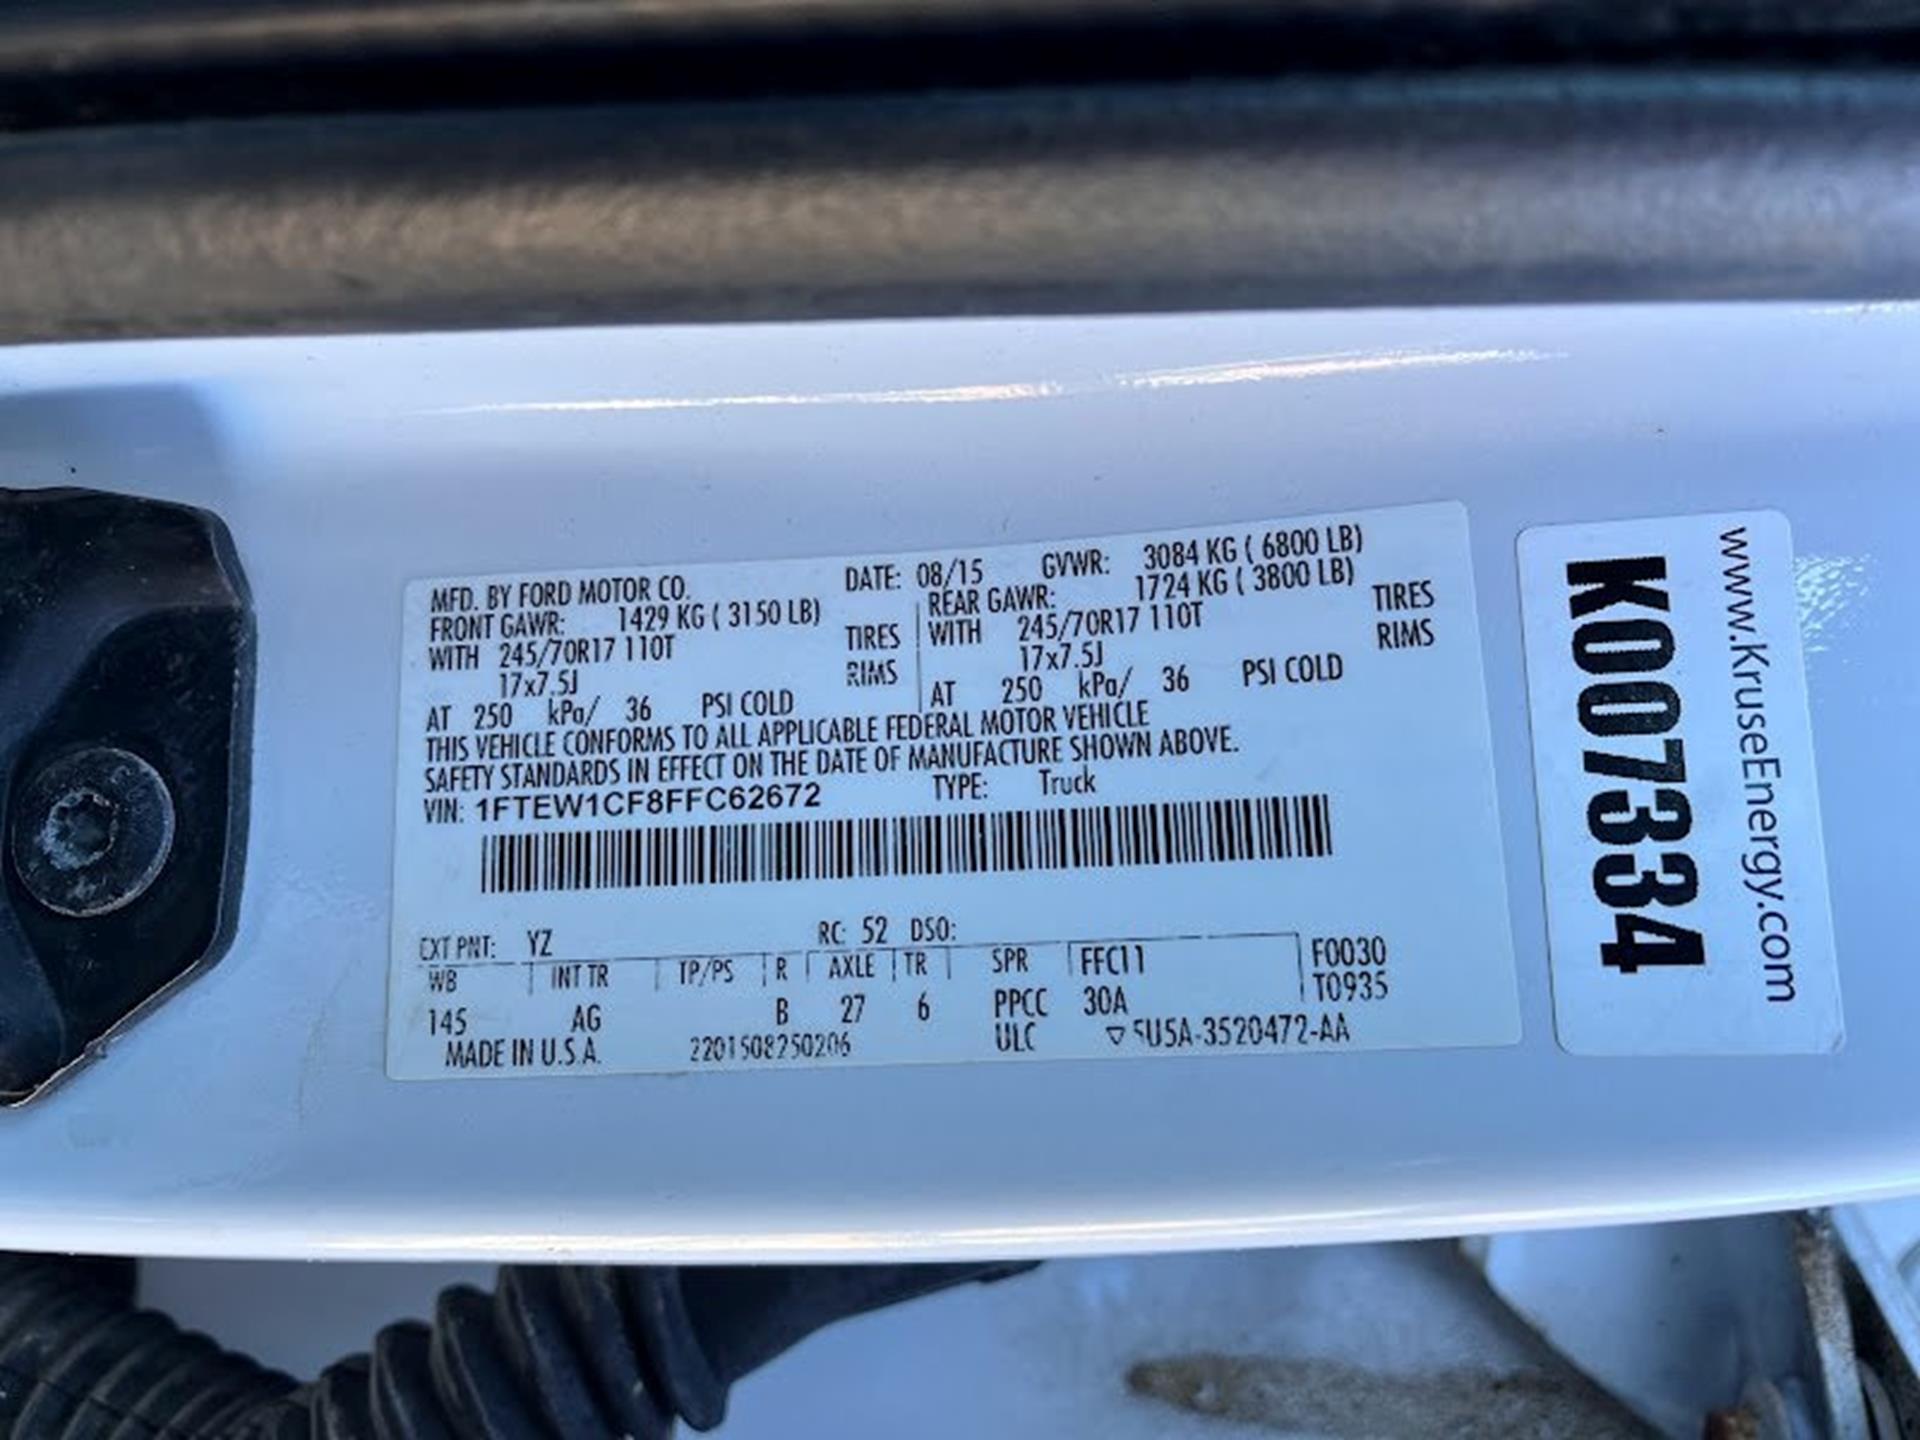 MFD. BY FORD MOTOR CO. DATE: 08/15 GVWR: 3084 KG ( 6800 LB)
FRONT GAWR: 1429 KG ( 3150 LB) REAR GAWR: 1724 KG ( 3800 LB)
WITH 245/70R17 110T TIRES WITH 245/70R17 110T TIRES
17x7.5J RIMS 17x7.5J RIMS
AT 250 kPa/ 36 PSI COLD AT 250 kPa/ 36 PSI COLD
THIS VEHICLE CONFORMS TO ALL APPLICABLE FEDERAL MOTOR VEHICLE
SAFETY STANDARDS IN EFFECT ON THE DATE OF MANUFACTURE SHOWN ABOVE.
VIN: 1FTEW1CF8FFC62672 TYPE: Truck
EXT PNT: YZ RC: 52 DSO:
WB INT TR TP/PS R AXLE TR SPR FFC11 F0030
145 AG B 27 6 PPCC 30A T0935
MADE IN U.S.A. 2201508250206 ULC ▽5U5A-3520472-AA
K007334
www.KruseEnergy.com